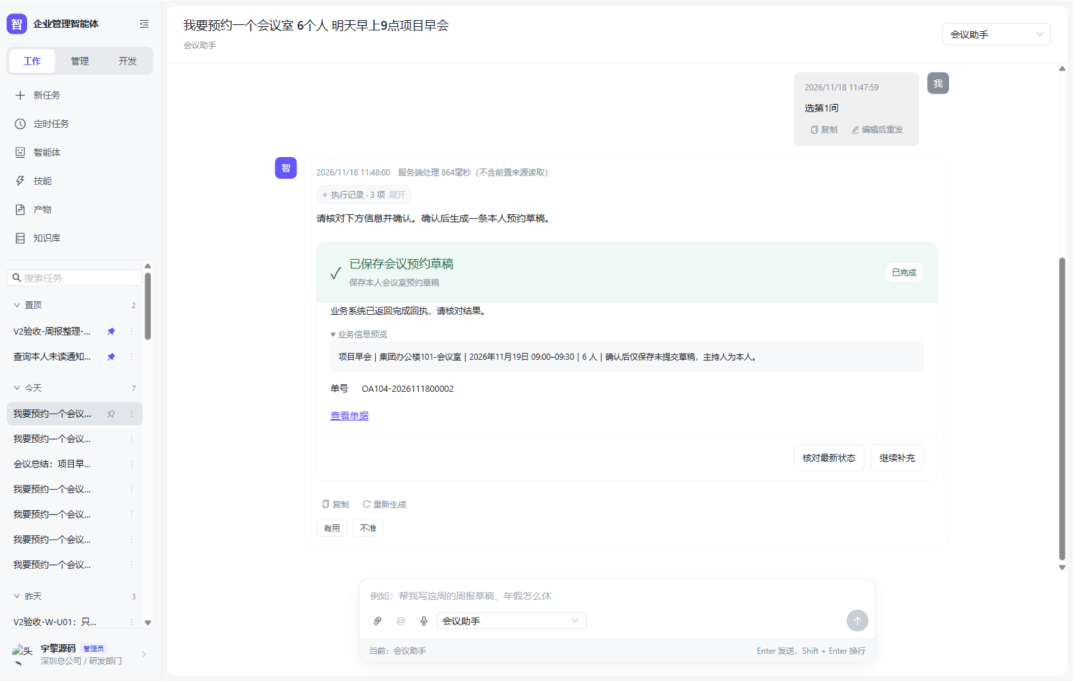 智 企业管理智能体
工作 管理 开发
新任务
定时任务
智能体
技能
产物
知识库
搜索任务
置顶 2
V2验收-周报整理-...
查询本人未读通知...
今天 7
我要预约一个会议...
我要预约一个会议...
会议总结：项目早...
我要预约一个会议...
我要预约一个会议...
我要预约一个会议...
我要预约一个会议...
昨天 3
V2验收-W-U01：只...
头
宇擎源码 管理员
深圳总公司 / 研发部门
我要预约一个会议室 6个人 明天早上9点项目早会
会议助手
会议助手
2026/11/18 11:47:59
我
选第1间
复制 编辑后重发
智
2026/11/18 11:48:00 服务端处理 864毫秒（不含前置来源读取）
执行记录 · 3 项 展开
请核对下方信息并确认。确认后生成一条本人预约草稿。
已保存会议预约草稿
保存本人会议室预约草稿
已完成
业务系统已返回完成回执，请核对结果。
▾ 业务信息预览
项目早会 | 集团办公楼101-会议室 | 2026年11月19日 09:00–09:30 | 6 人 | 确认后仅保存未提交草稿，主持人为本人。
单号 OA104-2026111800002
查看单据
核对最新状态 继续补充
复制 重新生成
有用 不准
例如：帮我写这周的周报草稿、年假怎么休
@ 会议助手
当前：会议助手
Enter 发送，Shift + Enter 换行